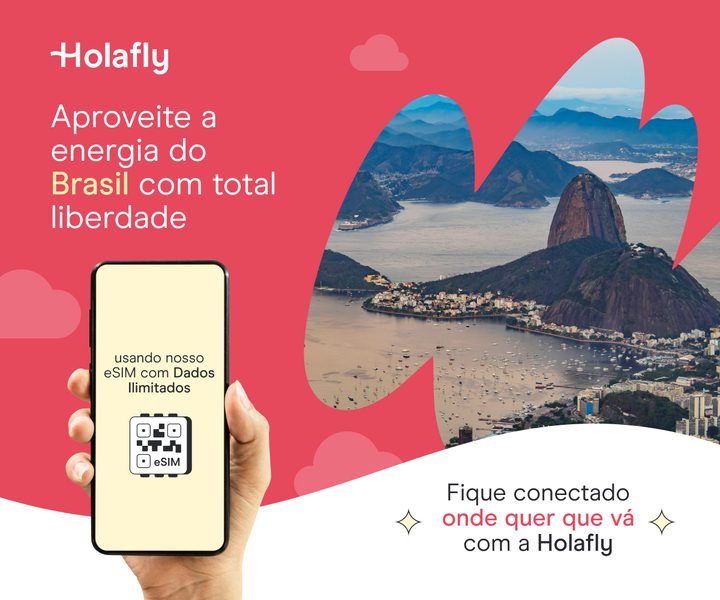 Holafly
Aproveite a
energia do
Brasil com total
liberdade
usando nosso
eSIM com Dados
Ilimitados
eSIM
Fique conectado
onde quer que vá
com a Holafly